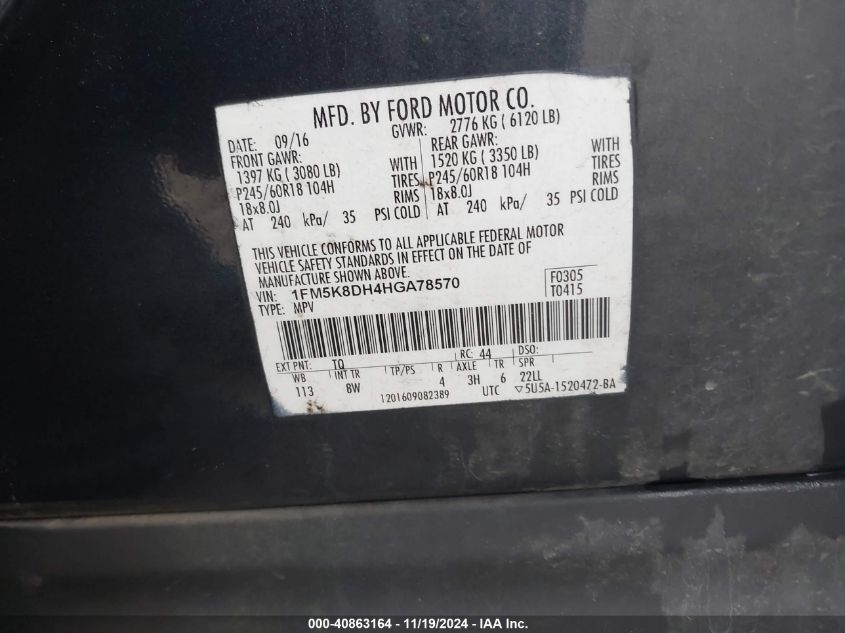 MFD. BY FORD MOTOR CO.
DATE: 09/16 GVWR: 2776 KG ( 6120 LB)
FRONT GAWR: REAR GAWR:
1397 KG ( 3080 LB) WITH 1520 KG ( 3350 LB) WITH
P245/60R18 104H TIRES P245/60R18 104H TIRES
18x8.0J RIMS 18x8.0J RIMS
AT 240 kPa/ 35 PSI COLD AT 240 kPa/ 35 PSI COLD
THIS VEHICLE CONFORMS TO ALL APPLICABLE FEDERAL MOTOR
VEHICLE SAFETY STANDARDS IN EFFECT ON THE DATE OF
MANUFACTURE SHOWN ABOVE.
VIN: 1FM5K8DH4HGA78570 F0305
TYPE: MPV T0415
EXT PNT: TQ RC: 44 DSO:
WB INT TR TP/PS R AXLE TR SPR
113 8W 4 3H 6 22LL
1201609082389 UTC ▽5U5A-1520472-BA
000-40863164 - 11/19/2024 - IAA Inc.